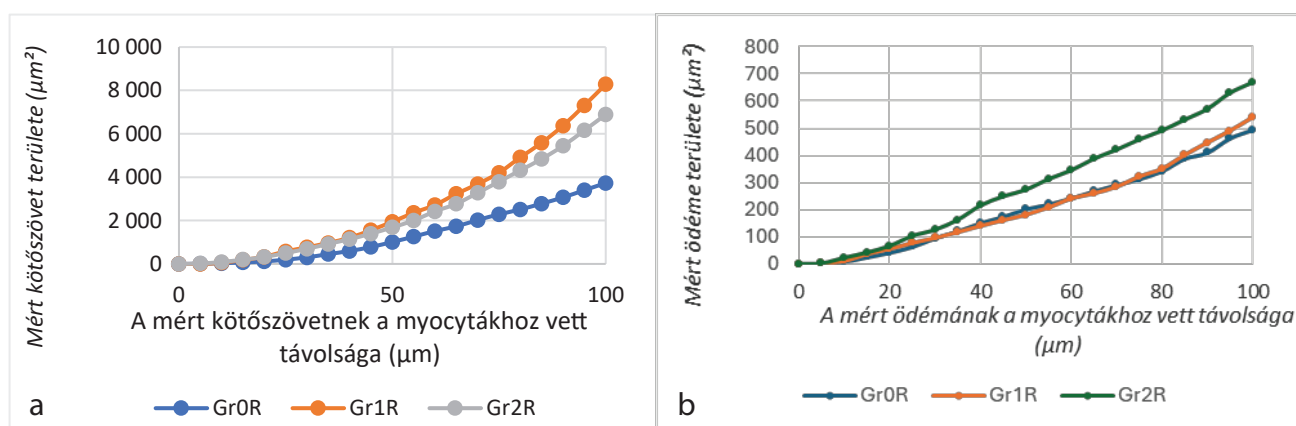 Mért kötőszövet területe (µm²)
10 000
8 000
6 000
4 000
2 000
0
0 50 100
A mért kötőszövetnek a myocytákhoz vett
távolsága (µm)
a
Gr0R Gr1R Gr2R
Mért ödéme területe (µm²)
800
700
600
500
400
300
200
100
0
0 20 40 60 80 100
A mért ödémának a myocytákhoz vett távolsága
(µm)
b
Gr0R Gr1R Gr2R